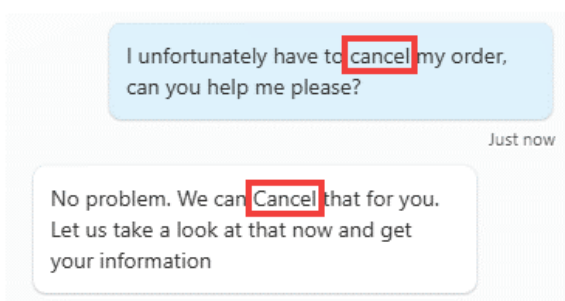 I unfortunately have to cancel my order,
can you help me please?
Just now
No problem. We can Cancel that for you.
Let us take a look at that now and get
your information